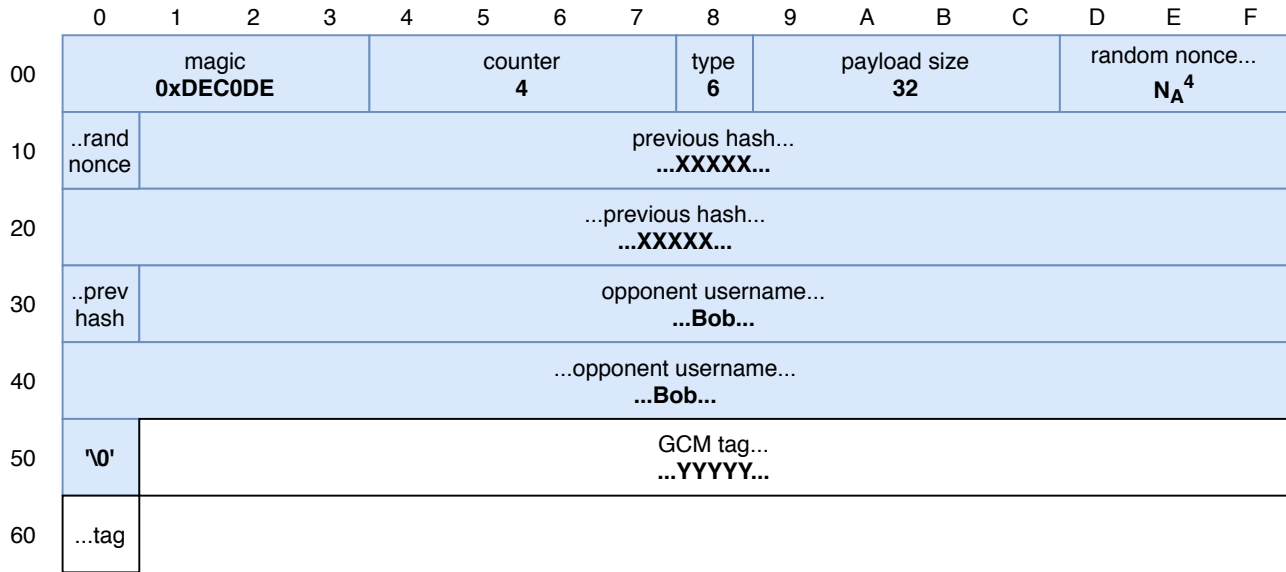 0 1 2 3 4 5 6 7 8 9 A B C D E F
00 magic counter type payload size random nonce...
0xDEC0DE 4 6 32 N_A^4
10 ..rand previous hash...
nonce ...XXXXX...
20 ...previous hash...
...XXXXX...
30 ..prev opponent username...
hash ...Bob...
40 ...opponent username...
...Bob...
50 '\0' GCM tag...
...YYYYY...
60 ...tag